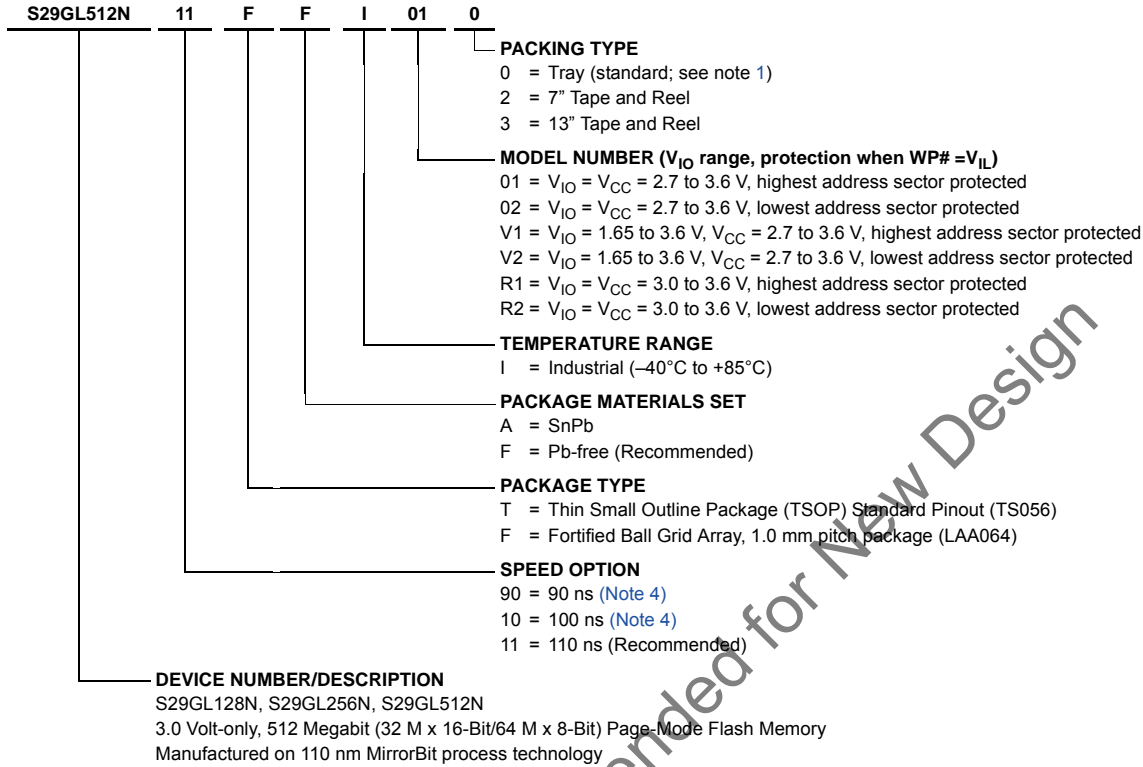 S29GL512N 11 F F I 01 0
PACKING TYPE
0 = Tray (standard; see note 1)
2 = 7” Tape and Reel
3 = 13” Tape and Reel
MODEL NUMBER (VIO range, protection when WP# =VIL)
01 = VIO = VCC = 2.7 to 3.6 V, highest address sector protected
02 = VIO = VCC = 2.7 to 3.6 V, lowest address sector protected
V1 = VIO = 1.65 to 3.6 V, VCC = 2.7 to 3.6 V, highest address sector protected
V2 = VIO = 1.65 to 3.6 V, VCC = 2.7 to 3.6 V, lowest address sector protected
R1 = VIO = VCC = 3.0 to 3.6 V, highest address sector protected
R2 = VIO = VCC = 3.0 to 3.6 V, lowest address sector protected
TEMPERATURE RANGE
I = Industrial (–40°C to +85°C)
PACKAGE MATERIALS SET
A = SnPb
F = Pb-free (Recommended)
PACKAGE TYPE
T = Thin Small Outline Package (TSOP) Standard Pinout (TS056)
F = Fortified Ball Grid Array, 1.0 mm pitch package (LAA064)
SPEED OPTION
90 = 90 ns (Note 4)
10 = 100 ns (Note 4)
11 = 110 ns (Recommended)
DEVICE NUMBER/DESCRIPTION
S29GL128N, S29GL256N, S29GL512N
3.0 Volt-only, 512 Megabit (32 M x 16-Bit/64 M x 8-Bit) Page-Mode Flash Memory
Manufactured on 110 nm MirrorBit process technology
for New Design